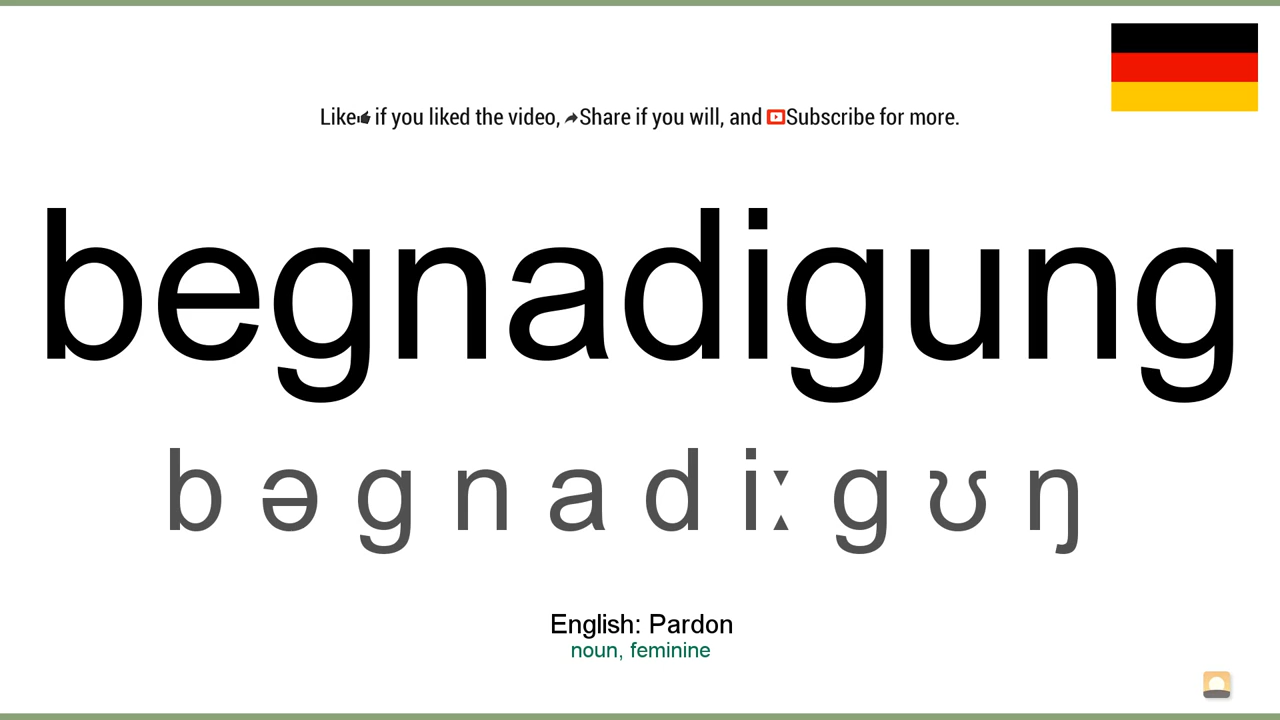 Like if you liked the video, Share if you will, and Subscribe for more.
begnadigung
b ə g n a d iː g ʊ ŋ
English: Pardon
noun, feminine